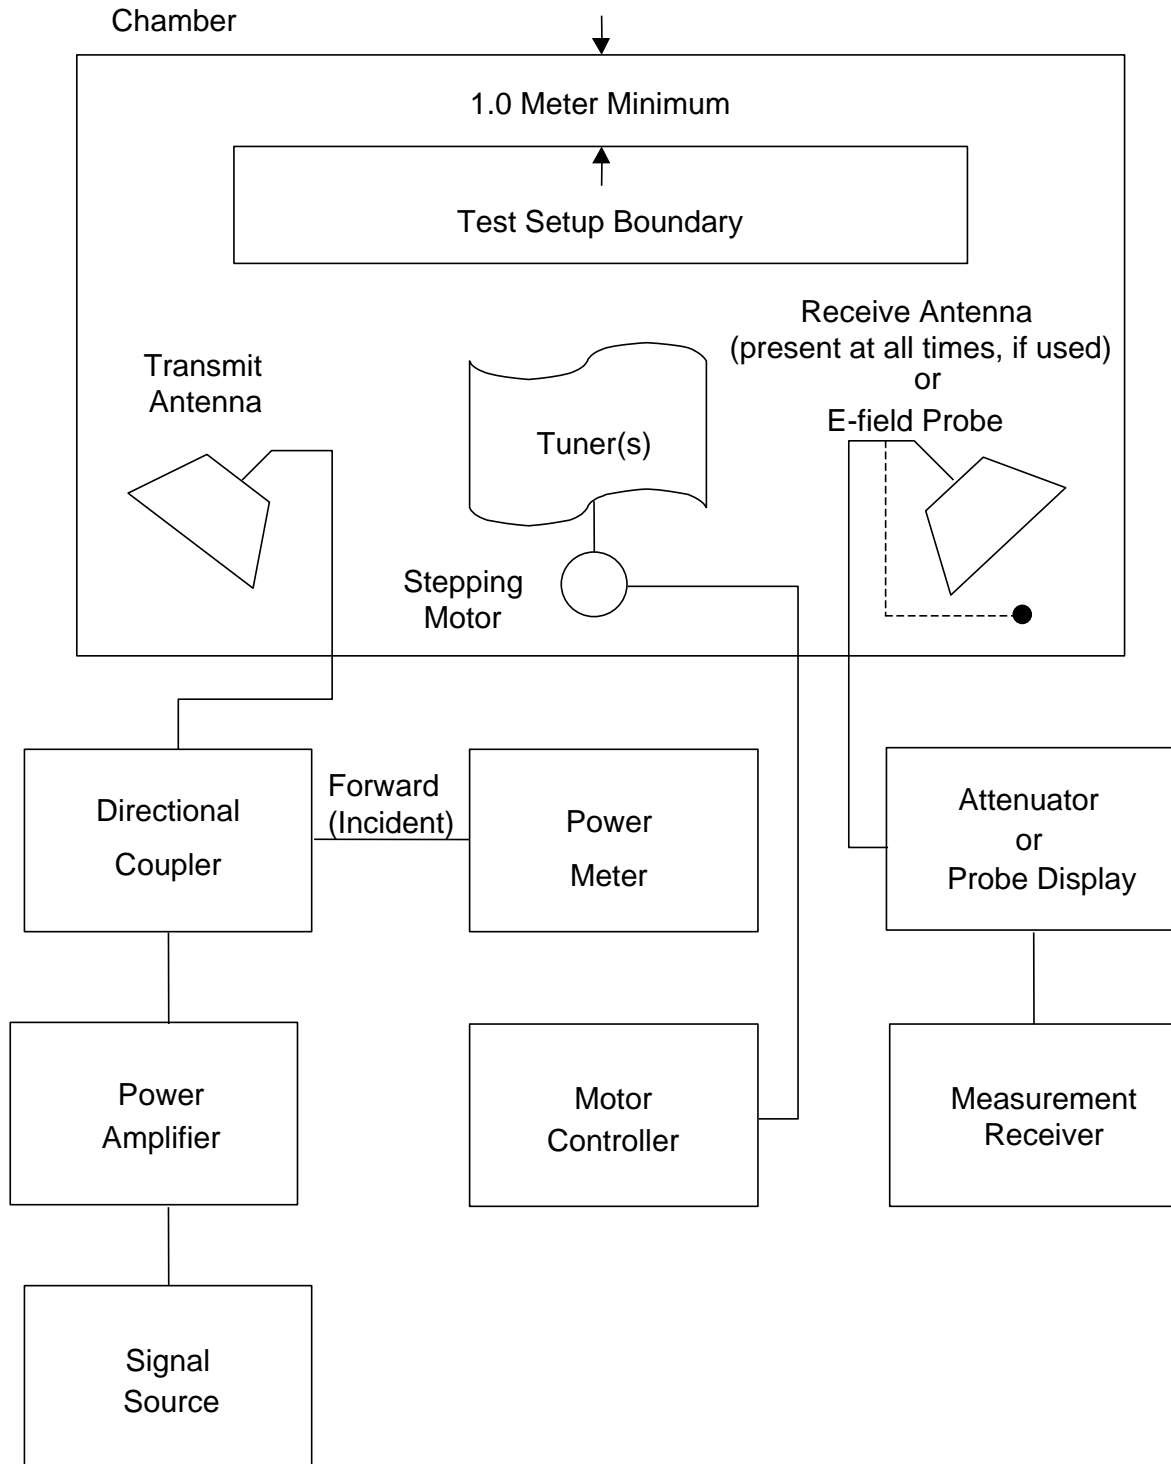 Chamber
1.0 Meter Minimum
Test Setup Boundary
Receive Antenna
(present at all times, if used)
or
E-field Probe
Transmit
Antenna
Tuner(s)
Stepping
Motor
Directional
Coupler
Forward
(Incident)
Power
Meter
Attenuator
or
Probe Display
Power
Amplifier
Motor
Controller
Measurement
Receiver
Signal
Source